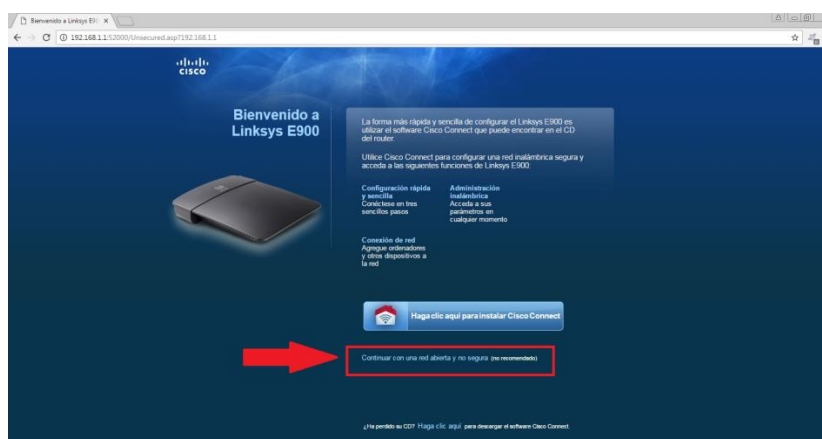 Bienvenido a Linksys E9
192.168.1.1:52000/Unsecured.asp?192.168.1.1
CISCO
Bienvenido a
Linksys E900
La forma más rápida y sencilla de configurar el Linksys E900 es
utilizar el software Cisco Connect que puede encontrar en el CD
del router.
Utilice Cisco Connect para configurar una red inalámbrica segura y
acceda a las siguientes funciones de Linksys E900:
Configuración rápida
y sencilla
Conéctese en tres
sencillos pasos
Administración
inalámbrica
Acceda a sus
parámetros en
cualquier momento
Conexión de red
Agregue ordenadores
y otros dispositivos a
la red
Haga clic aquí para instalar Cisco Connect
Continuar con una red abierta y no segura (no recomendado)
¿Ha perdido su CD? Haga clic aquí para descargar el software Cisco Connect.